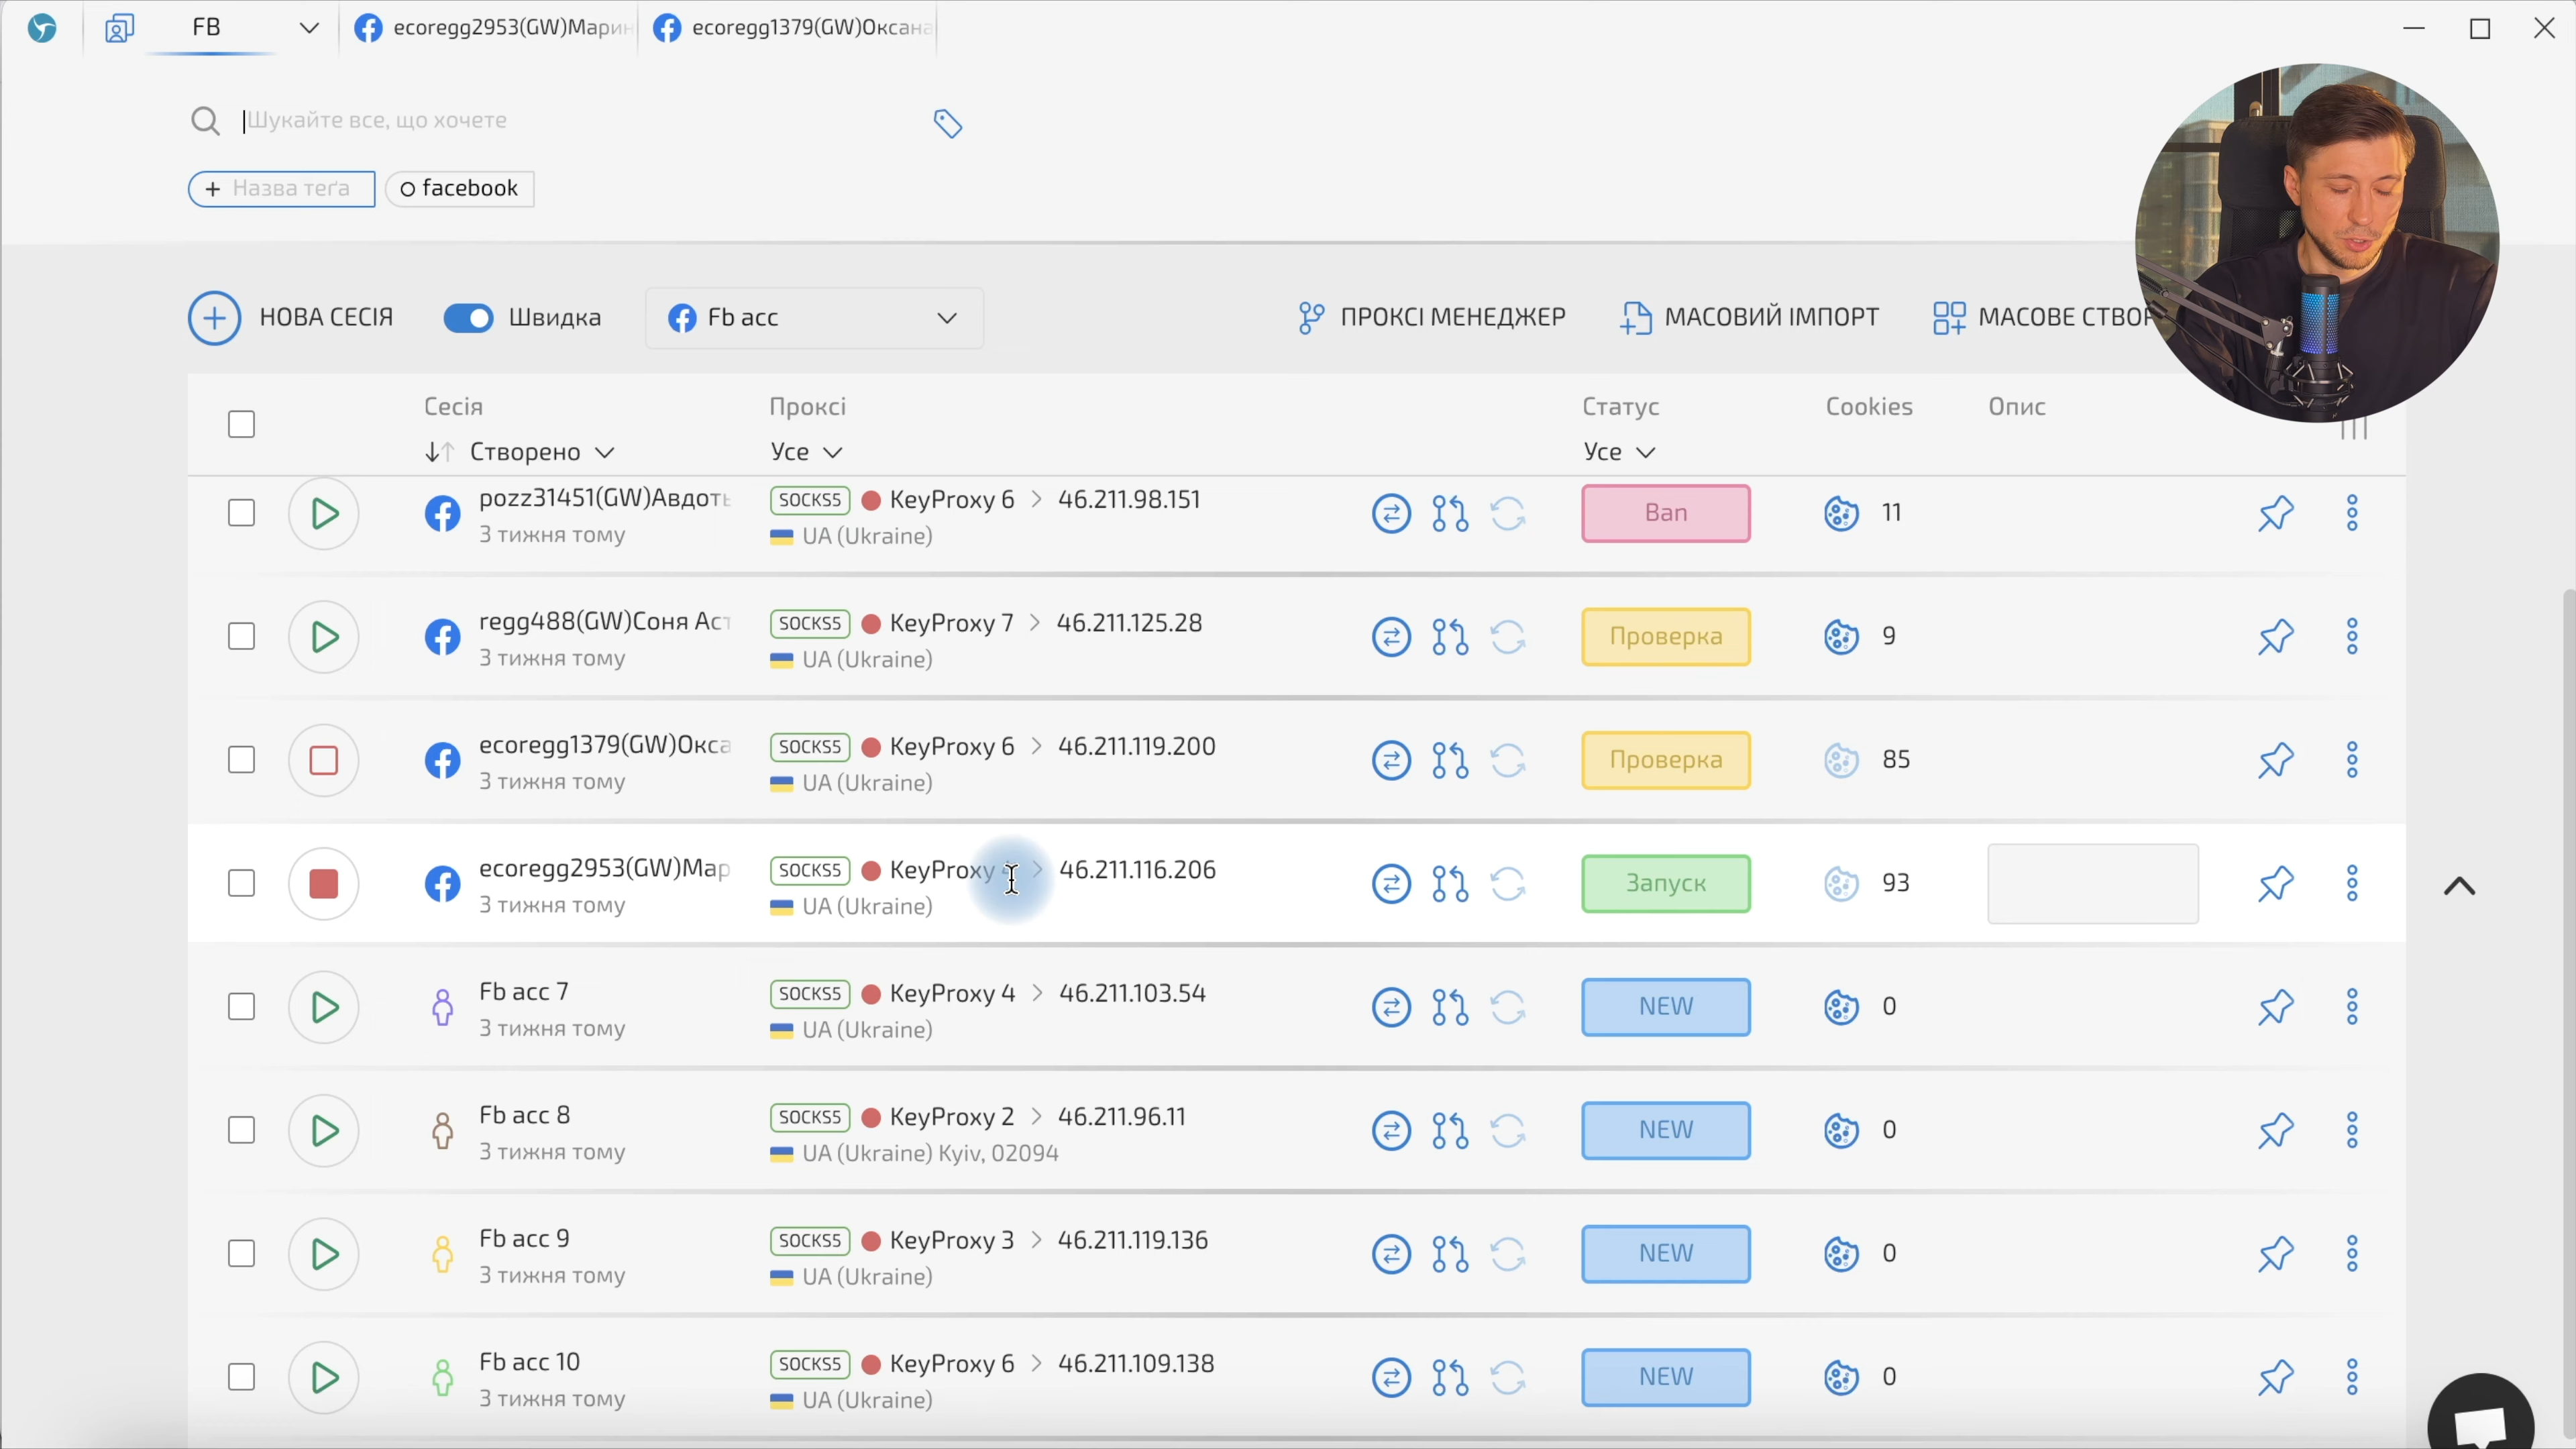 FB
ecoregg2953(GW)Марин
ecoregg1379(GW)Оксана
Шукайте все, що хочете
+ Назва теґа
facebook
НОВА СЕСІЯ
Швидка
Fb acc
ПРОКСІ МЕНЕДЖЕР
МАСОВИЙ ІМПОРТ
МАСОВЕ СТВОР
Сесія
Проксі
Статус
Cookies
Опис
Створено
Усе
Усе
pozz31451(GW)Авдоть
SOCKS5 KeyProxy 6 > 46.211.98.151
Ban
11
3 тижня тому
UA (Ukraine)
regg488(GW)Соня Аст
SOCKS5 KeyProxy 7 > 46.211.125.28
Проверка
9
3 тижня тому
UA (Ukraine)
ecoregg1379(GW)Окса
SOCKS5 KeyProxy 6 > 46.211.119.200
Проверка
85
3 тижня тому
UA (Ukraine)
ecoregg2953(GW)Мар
SOCKS5 KeyProxy > 46.211.116.206
Запуск
93
3 тижня тому
UA (Ukraine)
Fb acc 7
SOCKS5 KeyProxy 4 > 46.211.103.54
NEW
0
3 тижня тому
UA (Ukraine)
Fb acc 8
SOCKS5 KeyProxy 2 > 46.211.96.11
NEW
0
3 тижня тому
UA (Ukraine) Kyiv, 02094
Fb acc 9
SOCKS5 KeyProxy 3 > 46.211.119.136
NEW
0
3 тижня тому
UA (Ukraine)
Fb acc 10
SOCKS5 KeyProxy 6 > 46.211.109.138
NEW
0
3 тижня тому
UA (Ukraine)